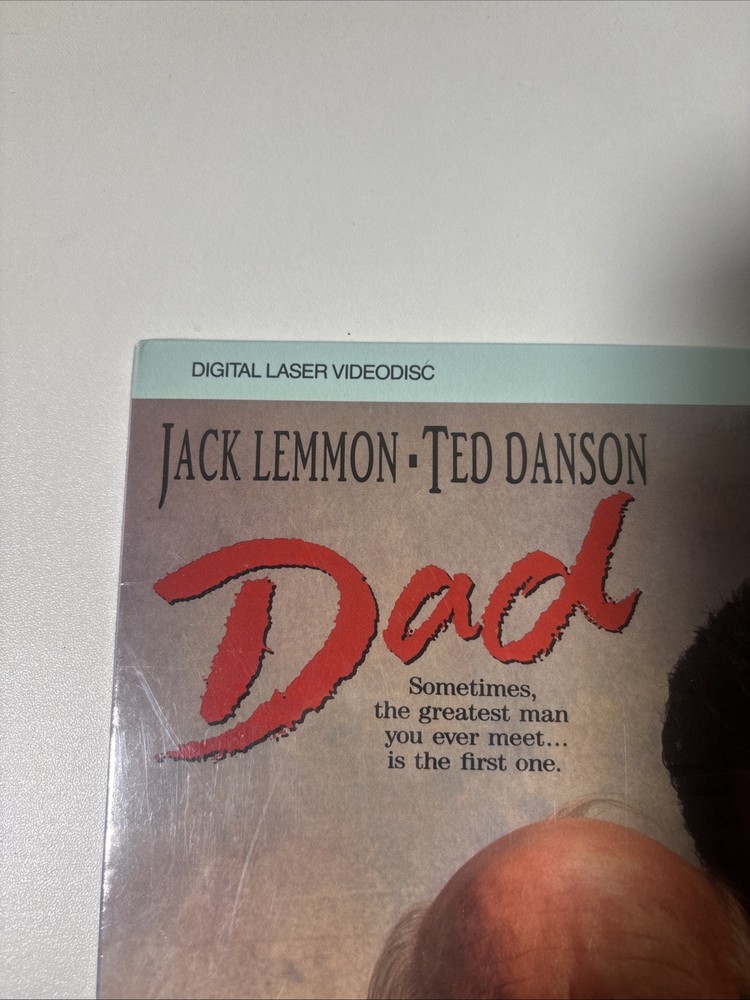 DIGITAL LASER VIDEODISC
JACK LEMMON ▪ TED DANSON
Dad
Sometimes,
the greatest man
you ever meet...
is the first one.